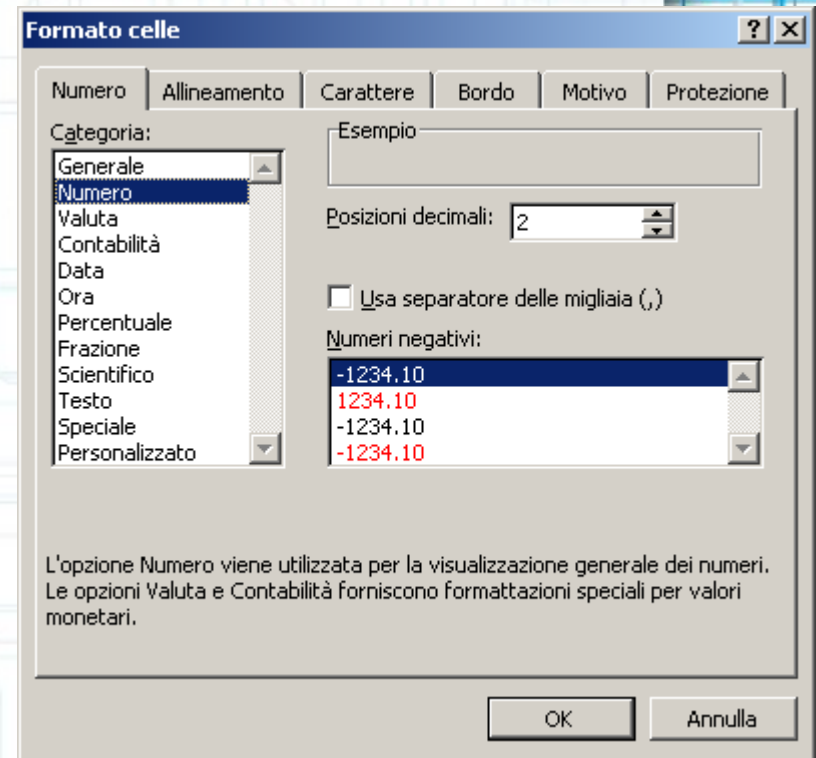 Formato celle
Numero Allineamento Carattere Bordo Motivo Protezione
Categoria:
Generale
Numero
Valuta
Contabilità
Data
Ora
Percentuale
Frazione
Scientifico
Testo
Speciale
Personalizzato
Esempio
Posizioni decimali: 2
Usa separatore delle migliaia (,)
Numeri negativi:
-1234.10
1234.10
-1234.10
-1234.10
L'opzione Numero viene utilizzata per la visualizzazione generale dei numeri.
Le opzioni Valuta e Contabilità forniscono formattazioni speciali per valori
monetari.
OK Annulla